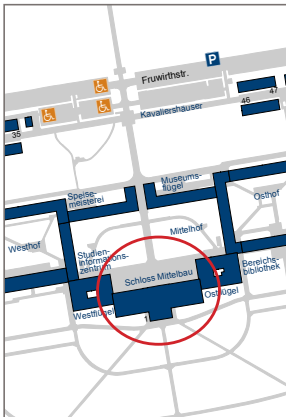 P
Fruwirthstr.
47
46
Kavaliershäuser
35
Museums-
flügel
Speise-
meisterei
Osthof
Mittelhof
Westhof
Studien-
informations-
zentrum
Bereichs-
bibliothek
Schloss Mittelbau
Ostflügel
Westflügel
1